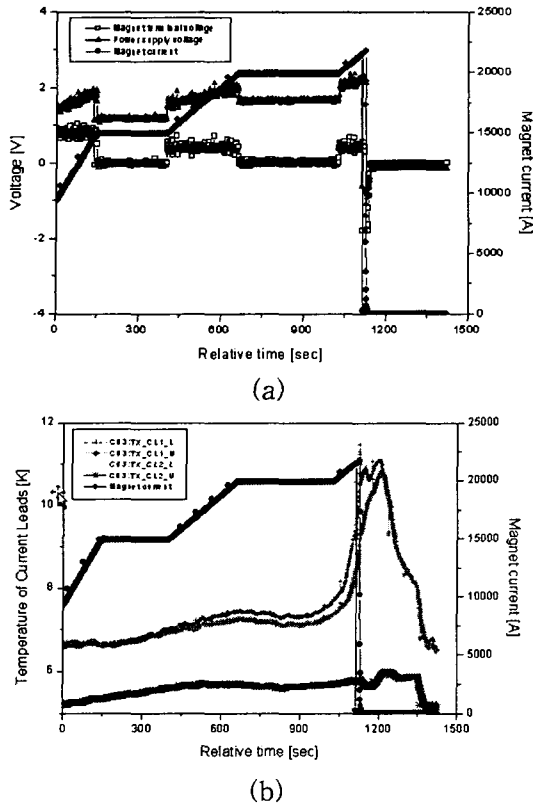 Magnet terminal voltage
Power supply voltage
Magnet current
Voltage [V]
4
2
0
-2
-4
25000
20000
15000
10000
5000
0
Magnet current [A]
0
300
600
900
1200
1500
Relative time [sec]
(a)
Magnet current
Temperature of Current Leads [K]
12
11
10
8
7
6
25000
20000
15000
10000
5000
0
Magnet current [A]
0
300
600
900
1200
1500
Relative time [sec]
(b)